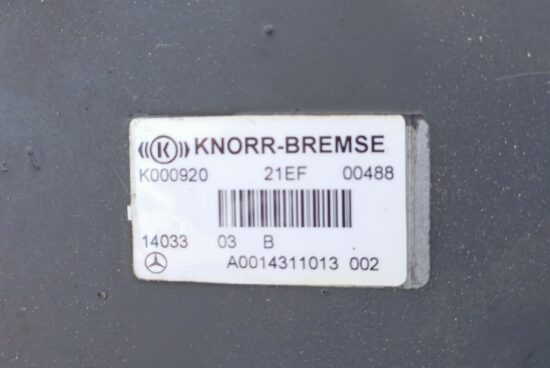 ((K)) KNORR-BREMSE
K000920 21EF 00488
14033 03 B
A0014311013 002